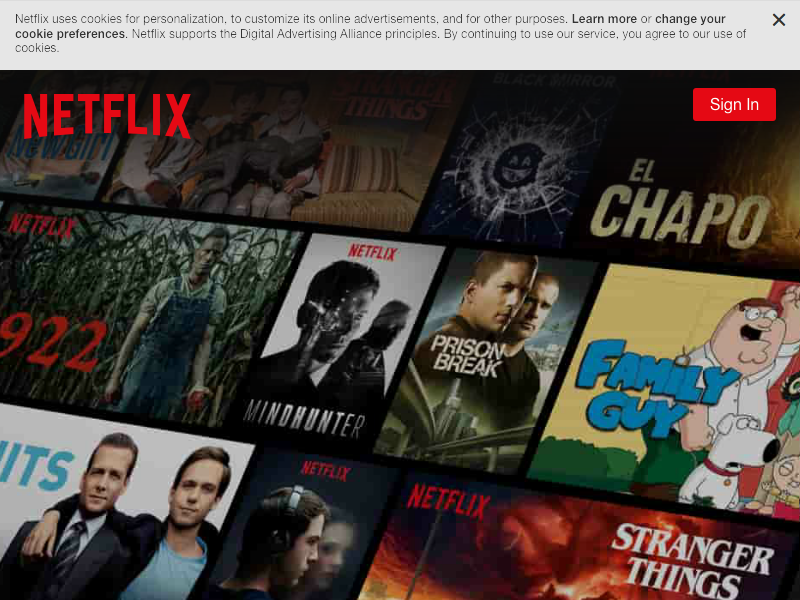 Netflix uses cookies for personalization, to customize its online advertisements, and for other purposes. Learn more or change your
cookie preferences. Netflix supports the Digital Advertising Alliance principles. By continuing to use our service, you agree to our use of
cookies.
NETFLIX
Sign In
STRANGER
THINGS
BLACK MIRROR
New Girl
EL
CHAPO
NETFLIX
922
NETFLIX
MINDHUNTER
PRISON
BREAK
FAMILY
GUY
ITS
NETFLIX
NETFLIX
STRANGER
THINGS